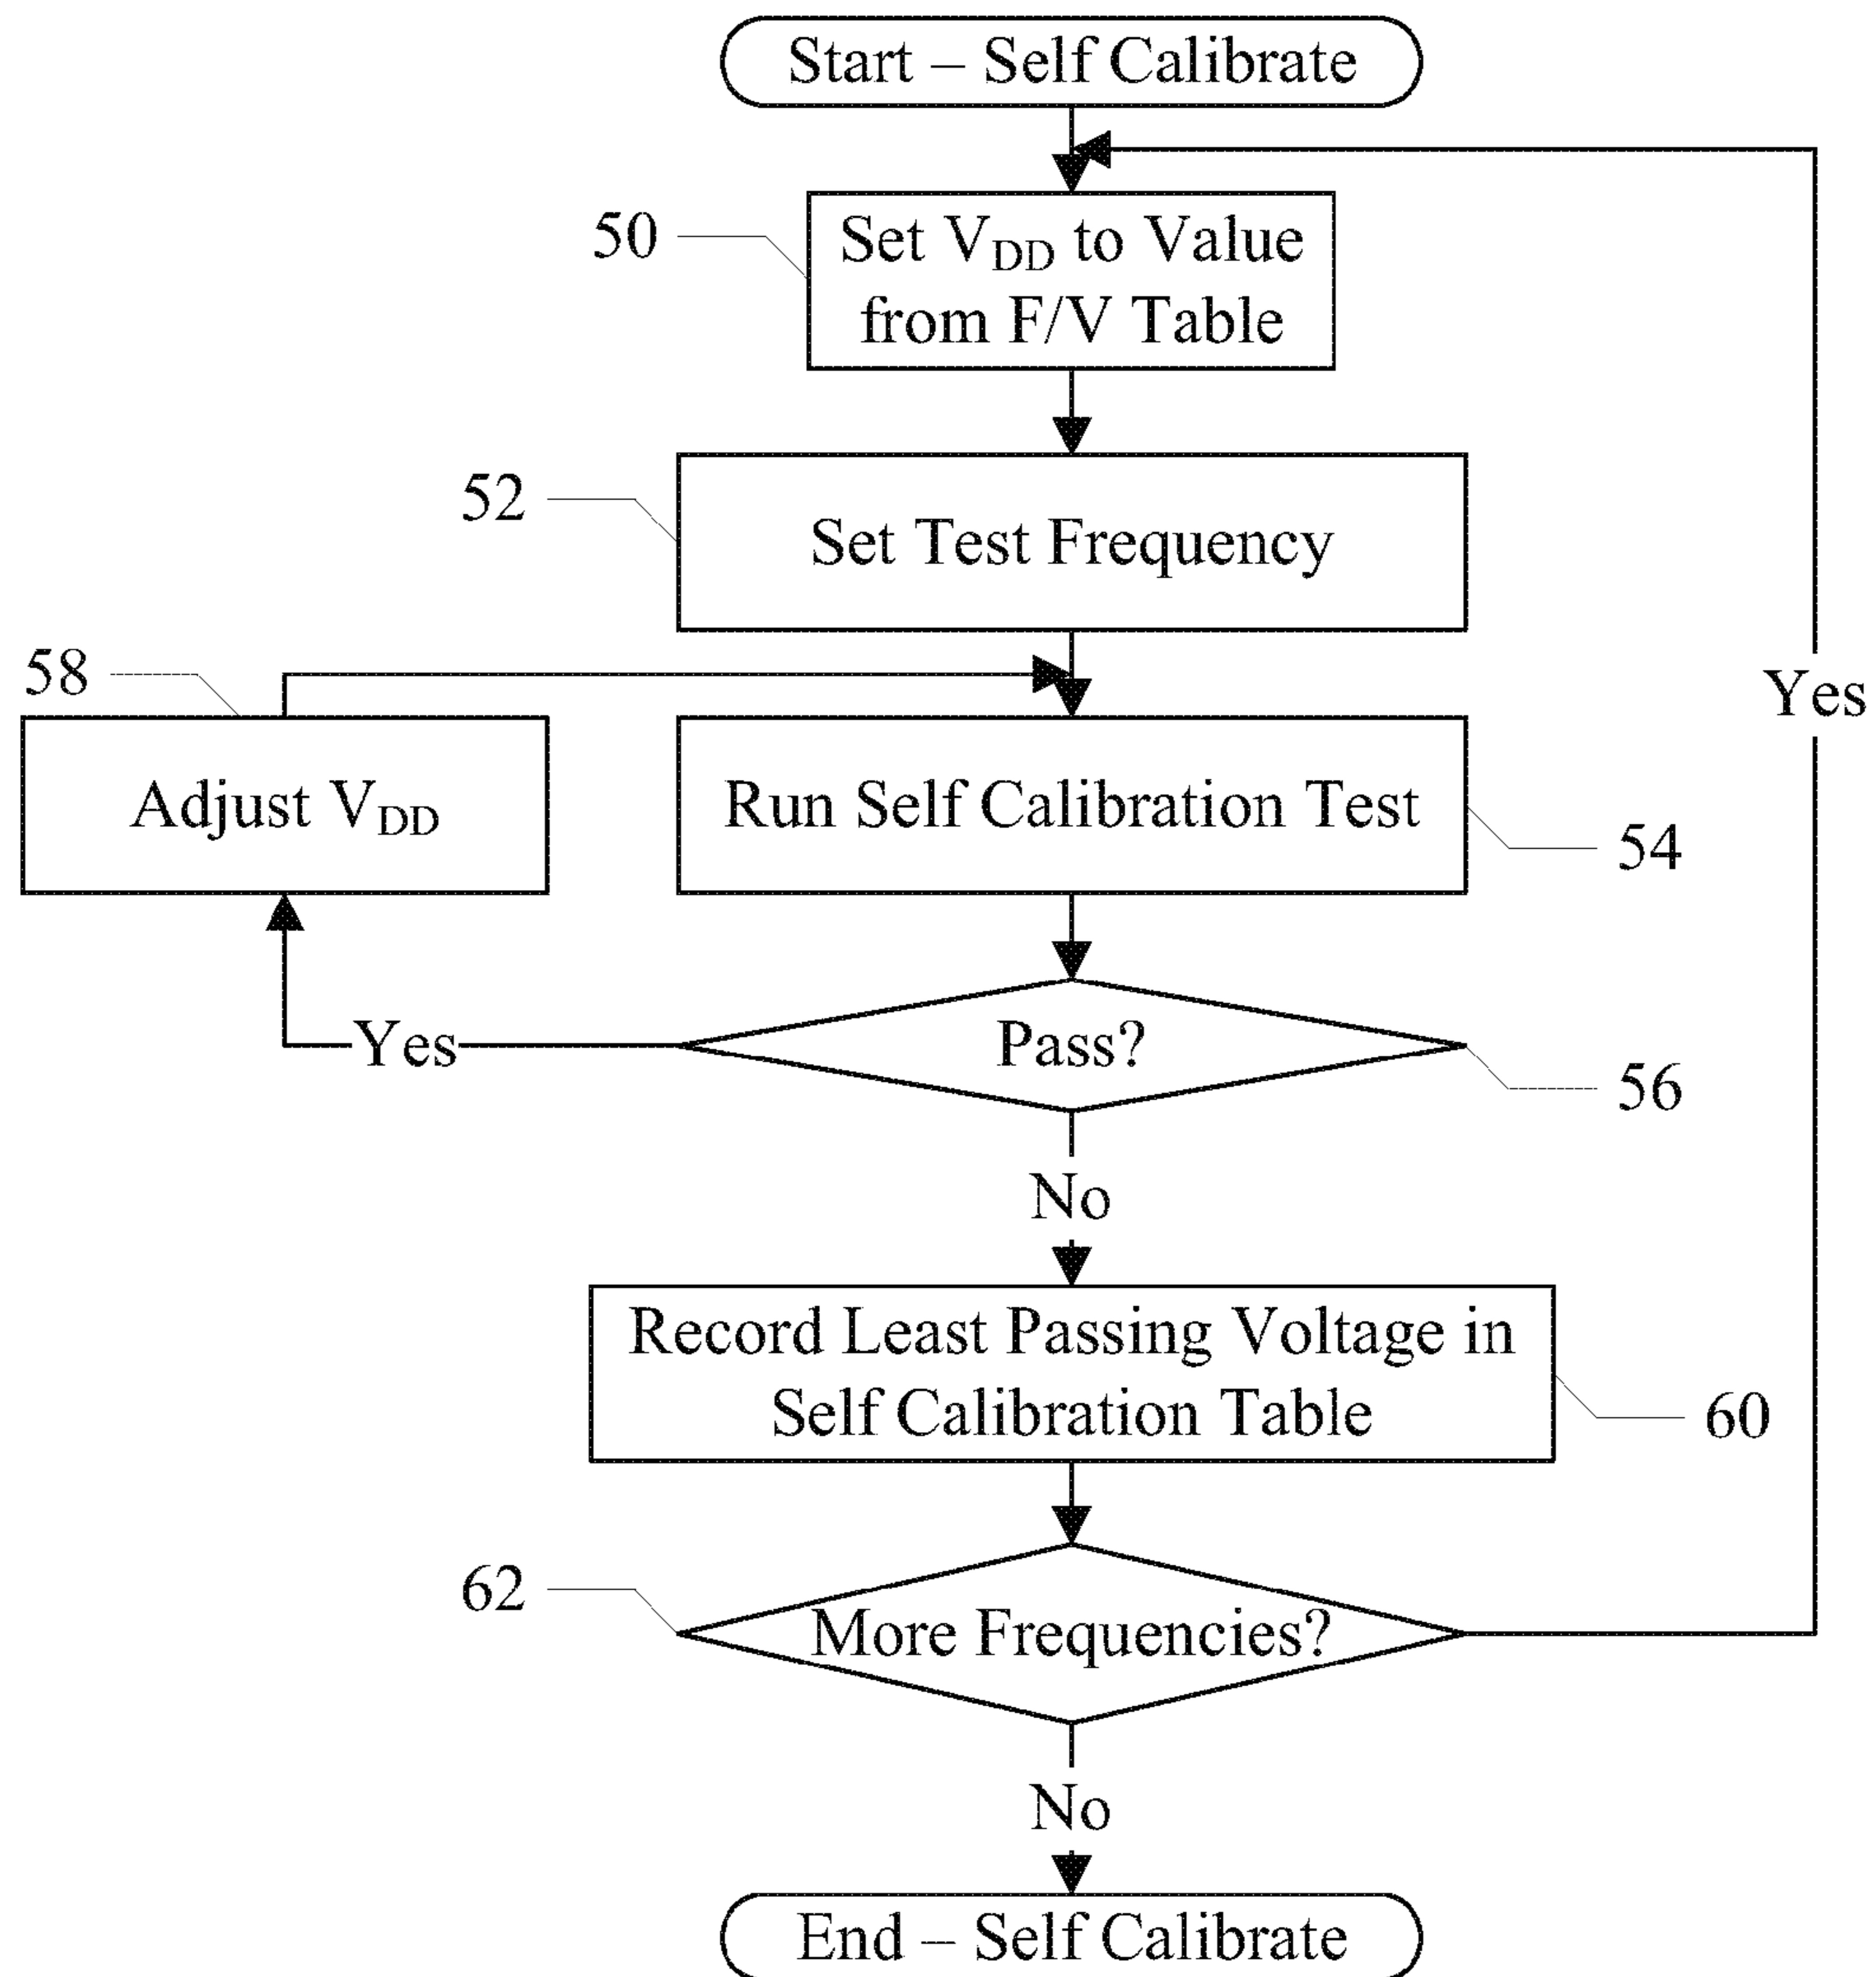 Start – Self Calibrate
50
Set VDD to Value
from F/V Table
52
Set Test Frequency
58
Yes
Adjust VDD
Run Self Calibration Test
54
Yes
Pass?
56
No
Record Least Passing Voltage in
Self Calibration Table
60
62
More Frequencies?
No
End – Self Calibrate